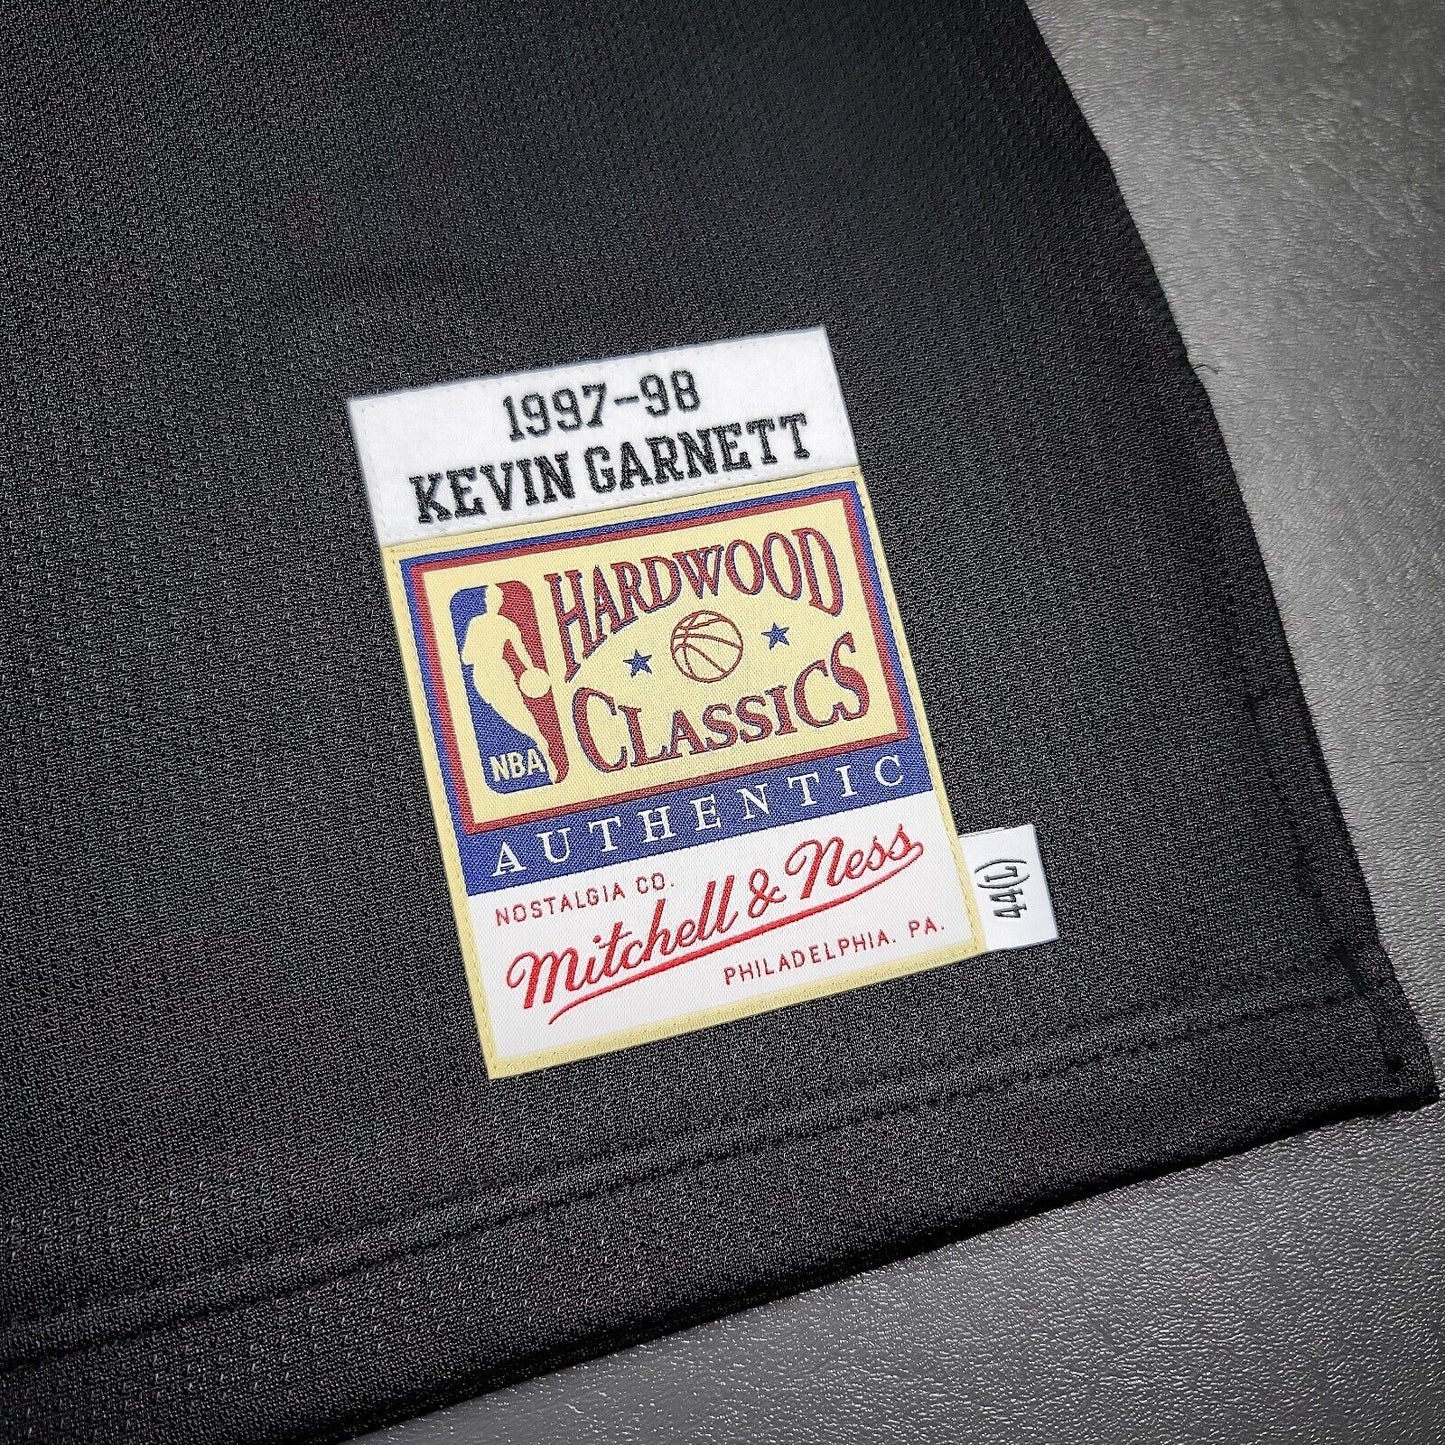 1997-98
KEVIN GARNETT
HARDWOOD
CLASSICS
NBA
AUTHENTIC
NOSTALGIA CO.
Mitchell & Ness
PHILADELPHIA. PA.
44(L)